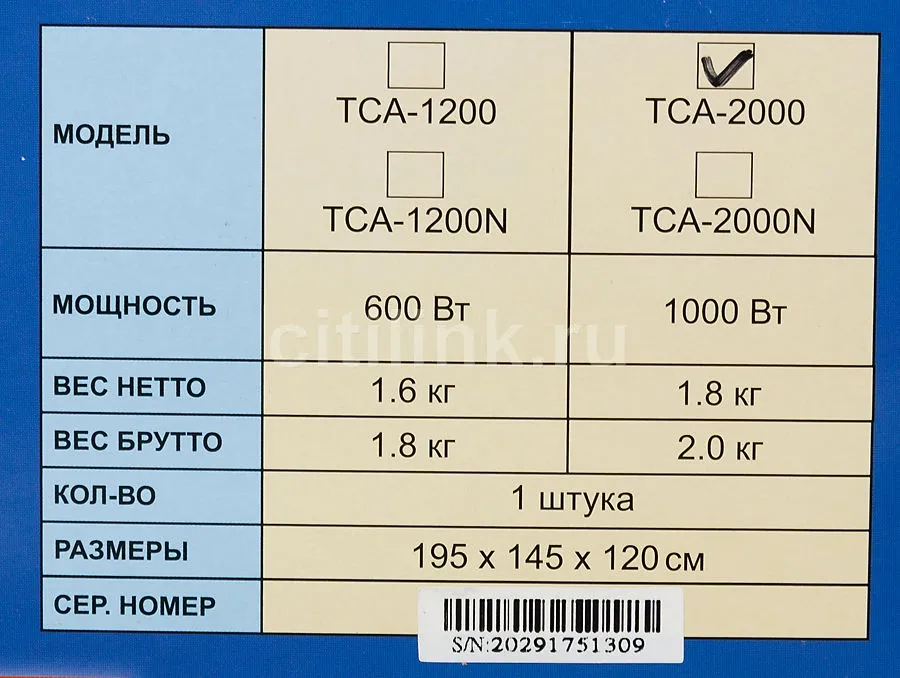 МОДЕЛЬ
TCA-1200
TCA-2000
TCA-1200N
TCA-2000N
МОЩНОСТЬ
600 Вт
1000 Вт
citilink.ru
ВЕС НЕТТО
1.6 кг
1.8 кг
ВЕС БРУТТО
1.8 кг
2.0 кг
КОЛ-ВО
1 штука
РАЗМЕРЫ
195 x 145 x 120 см
СЕР. НОМЕР
S/N:20291751309